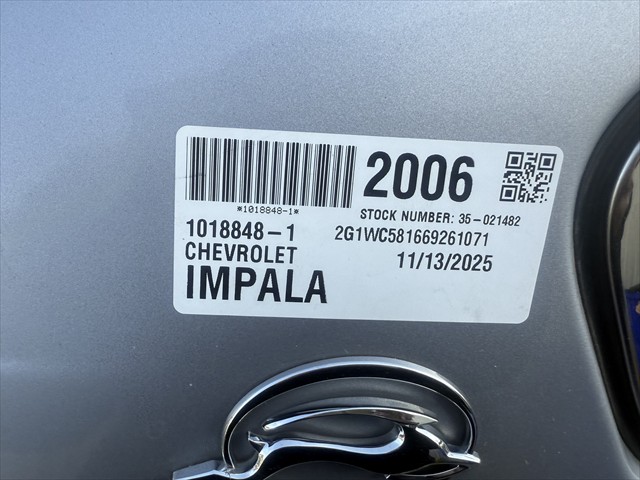 2006
*1018848-1*
STOCK NUMBER: 35-021482
1018848-1
2G1WC581669261071
CHEVROLET
11/13/2025
IMPALA